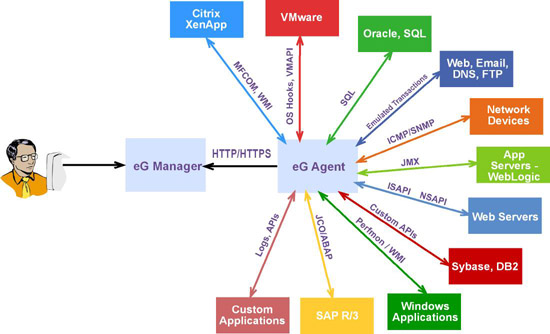 Citrix
XenApp
VMware
Oracle, SQL
Web, Email,
DNS, FTP
Network
Devices
App
Servers -
WebLogic
Web Servers
Sybase, DB2
Windows
Applications
SAP R/3
Custom
Applications
eG Manager
eG Agent
HTTP/HTTPS
MFCOM, WMI
OS Hooks, VMAPI
SQL
Emulated Transactions
ICMP/SNMP
JMX
ISAPI NSAPI
Custom APIs
Perfmon / WMI
JCO/ABAP
Logs, APIs